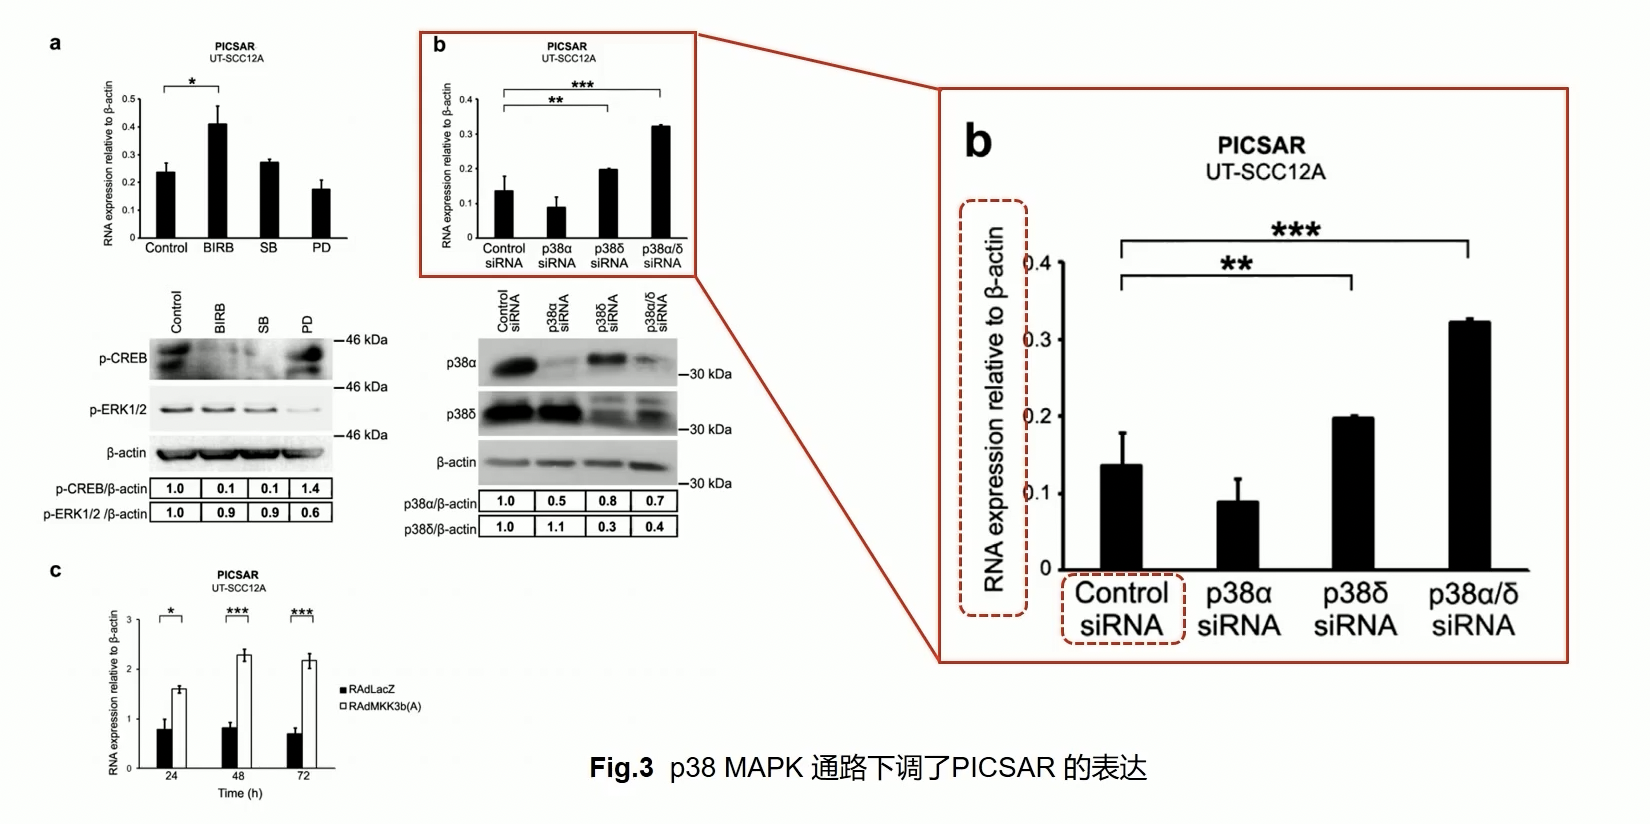 a
PICSAR
UT-SCC12A
*
RNA expression relative to β-actin
0.5
0.4
0.3
0.2
0.1
0
Control BIRB SB PD
Control BIRB SB PD
p-CREB
46 kDa
46 kDa
p-ERK1/2
46 kDa
β-actin
p-CREB/β-actin 1.0 0.1 0.1 1.4
p-ERK1/2 /β-actin 1.0 0.9 0.9 0.6
b
PICSAR
UT-SCC12A
***
**
RNA expression relative to β-actin
0.4
0.3
0.2
0.1
0
Control p38α p38δ p38α/δ
siRNA siRNA siRNA siRNA
Control siRNA p38α siRNA p38δ siRNA p38α/δ siRNA
p38α
30 kDa
p38δ
30 kDa
β-actin
30 kDa
p38α/β-actin 1.0 0.5 0.8 0.7
p38δ/β-actin 1.0 1.1 0.3 0.4
b
PICSAR
UT-SCC12A
***
**
RNA expression relative to β-actin
0.4
0.3
0.2
0.1
0
Control p38α p38δ p38α/δ
siRNA siRNA siRNA siRNA
c
PICSAR
UT-SCC12A
* *** ***
RNA expression relative to β-actin
3
2
1
0
24 48 72
Time (h)
RAdLacZ
RAdMKK3b(A)
Fig.3 p38 MAPK 通路下调了PICSAR 的表达